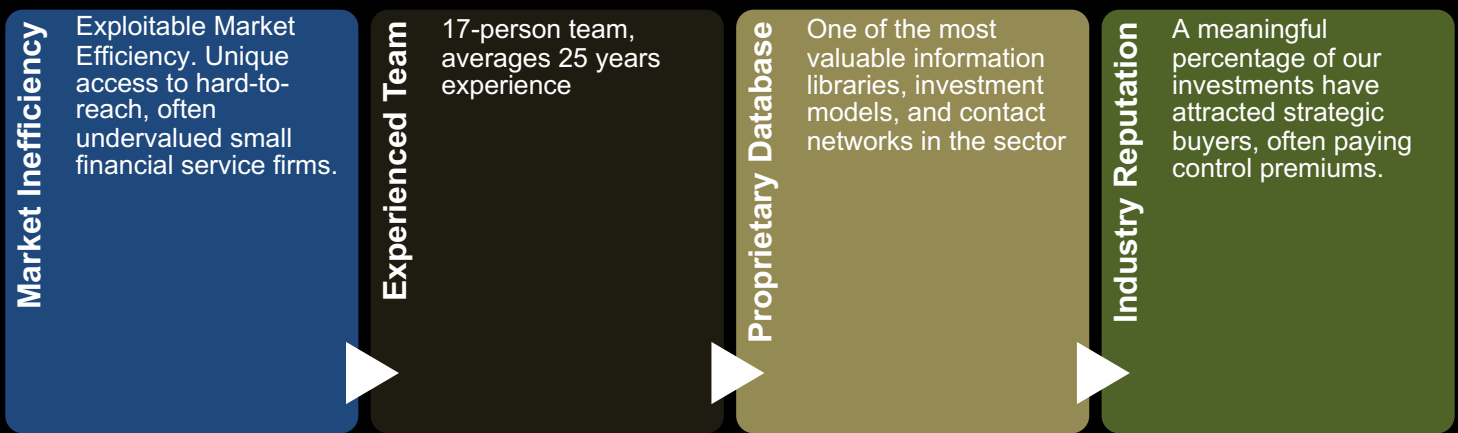 Market Inefficiency
Exploitable Market
Efficiency. Unique
access to hard-to-
reach, often
undervalued small
financial service firms.
Experienced Team
17-person team,
averages 25 years
experience
Proprietary Database
One of the most
valuable information
libraries, investment
models, and contact
networks in the sector
Industry Reputation
A meaningful
percentage of our
investments have
attracted strategic
buyers, often paying
control premiums.